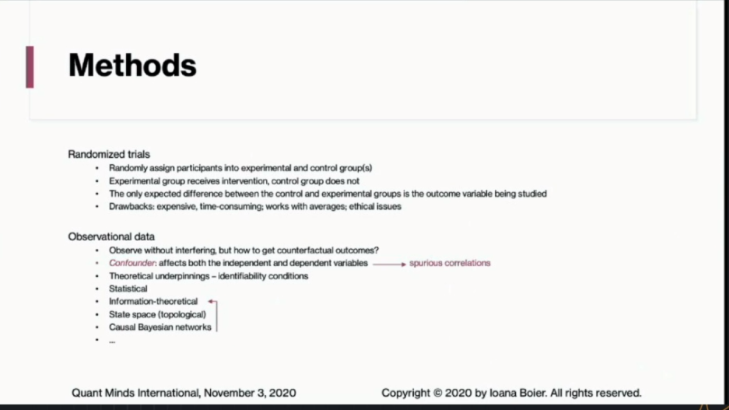 Methods
Randomized trials
• Randomly assign participants into experimental and control group(s)
• Experimental group receives intervention, control group does not
• The only expected difference between the control and experimental groups is the outcome variable being studied
• Drawbacks: expensive, time-consuming; works with averages; ethical issues
Observational data
• Observe without interfering, but how to get counterfactual outcomes?
• Confounder: affects both the independent and dependent variables → spurious correlations
• Theoretical underpinnings – identifiability conditions
• Statistical
• Information-theoretical
• State space (topological)
• Causal Bayesian networks
• ...
Quant Minds International, November 3, 2020
Copyright © 2020 by Ioana Boier. All rights reserved.